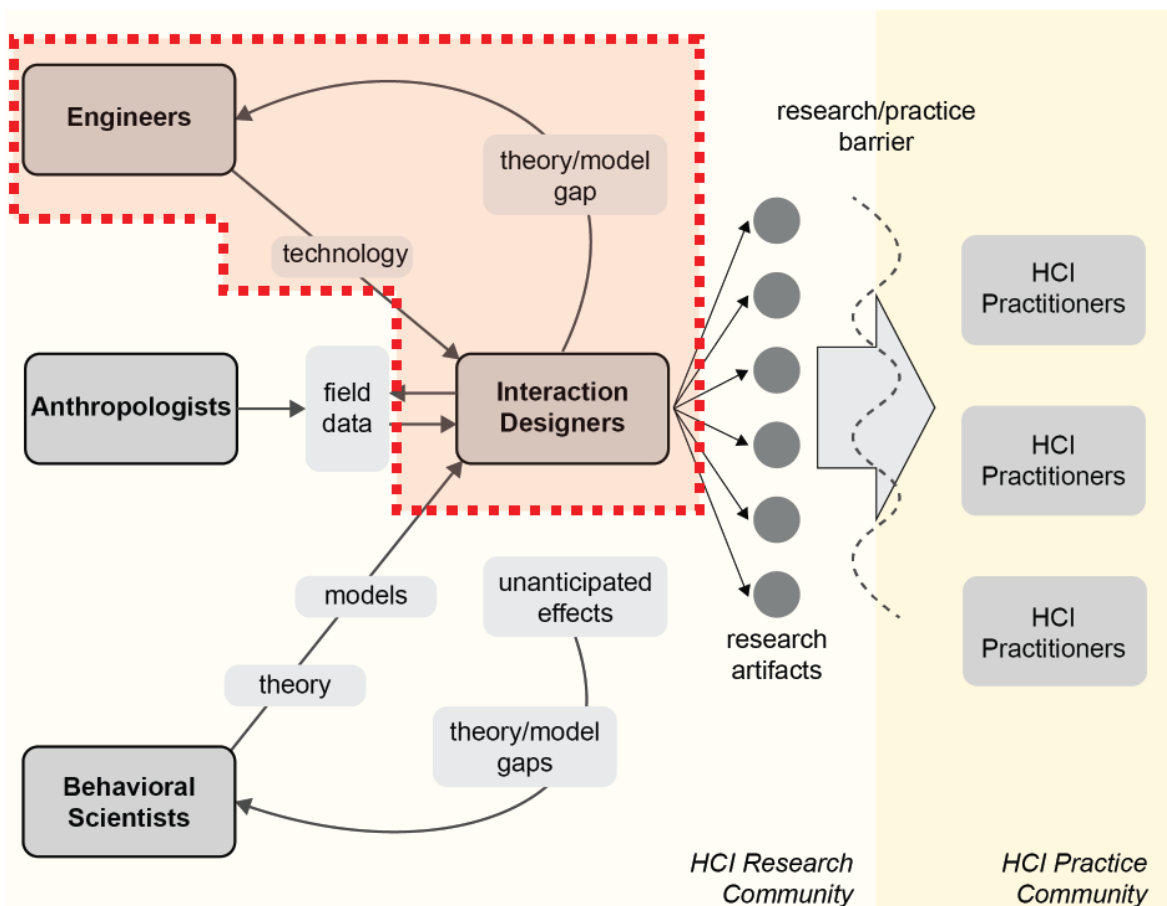 Engineers
theory/model
gap
technology
research/practice
barrier
HCI
Practitioners
Anthropologists
field
data
Interaction
Designers
HCI
Practitioners
models
unanticipated
effects
HCI
Practitioners
research
artifacts
theory
theory/model
gaps
Behavioral
Scientists
HCI Research
Community
HCI Practice
Community